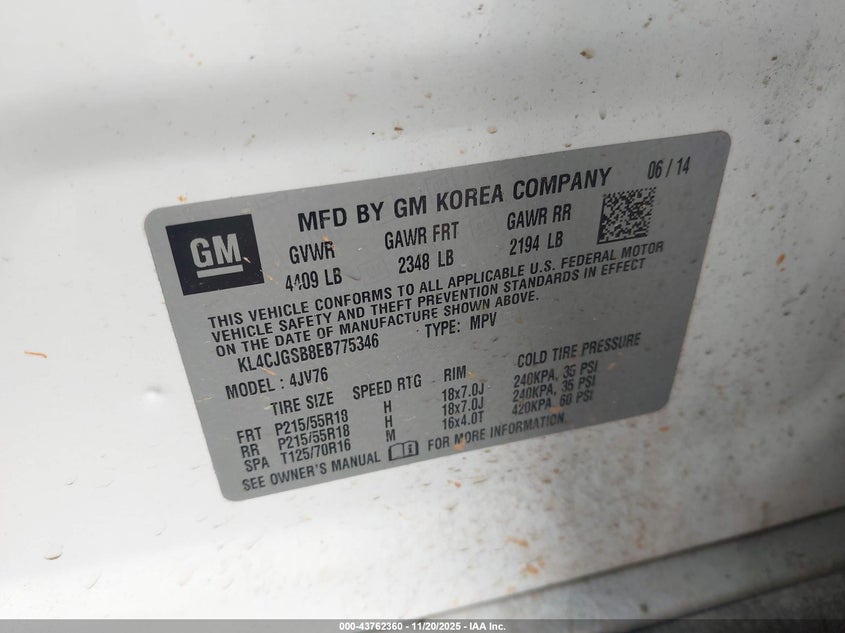 MFD BY GM KOREA COMPANY 06 / 14
GM
GVWR GAWR FRT GAWR RR
4409 LB 2348 LB 2194 LB
THIS VEHICLE CONFORMS TO ALL APPLICABLE U.S. FEDERAL MOTOR
VEHICLE SAFETY AND THEFT PREVENTION STANDARDS IN EFFECT
ON THE DATE OF MANUFACTURE SHOWN ABOVE.
KL4CJGSB8EB775346 TYPE: MPV
MODEL : 4JV76
TIRE SIZE SPEED RTG RIM COLD TIRE PRESSURE
FRT P215/55R18 H 18x7.0J 240KPA, 35 PSI
RR P215/55R18 H 18x7.0J 240KPA, 35 PSI
SPA T125/70R16 M 16x4.0T 420KPA, 60 PSI
SEE OWNER'S MANUAL FOR MORE INFORMATION.
000-43762360 - 11/20/2025 - IAA Inc.